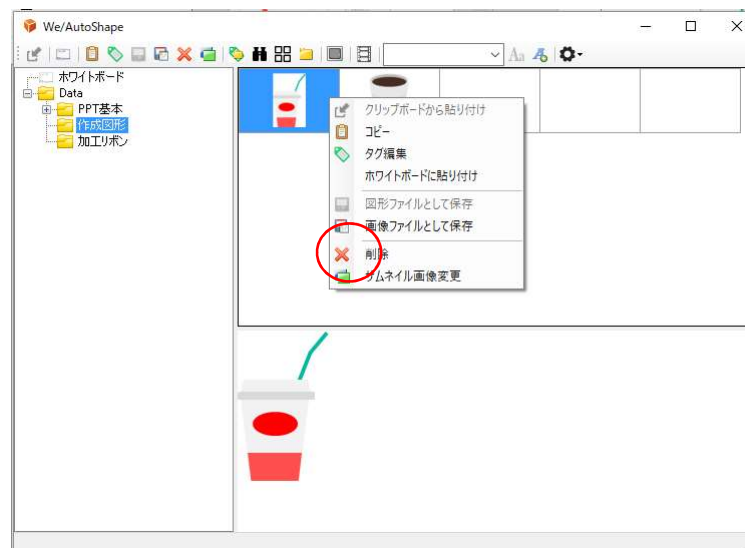 We/AutoShape
Aa
ホワイトボード
Data
PPT基本
作成図形
加工リボン
クリップボードから貼り付け
コピー
タグ編集
ホワイトボードに貼り付け
図形ファイルとして保存
画像ファイルとして保存
削除
サムネイル画像変更